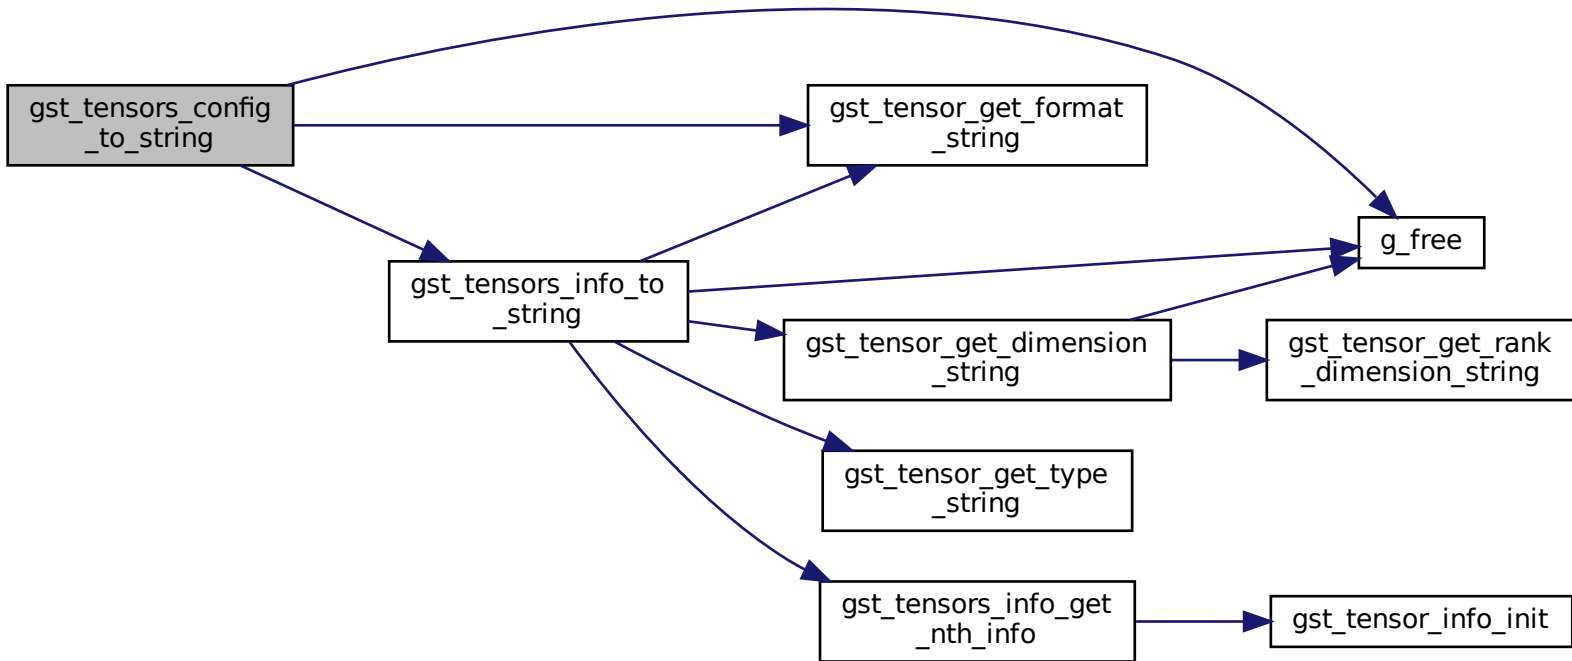 gst_tensors_config
_to_string
gst_tensor_get_format
_string
g_free
gst_tensors_info_to
_string
gst_tensor_get_dimension
_string
gst_tensor_get_rank
_dimension_string
gst_tensor_get_type
_string
gst_tensors_info_get
_nth_info
gst_tensor_info_init